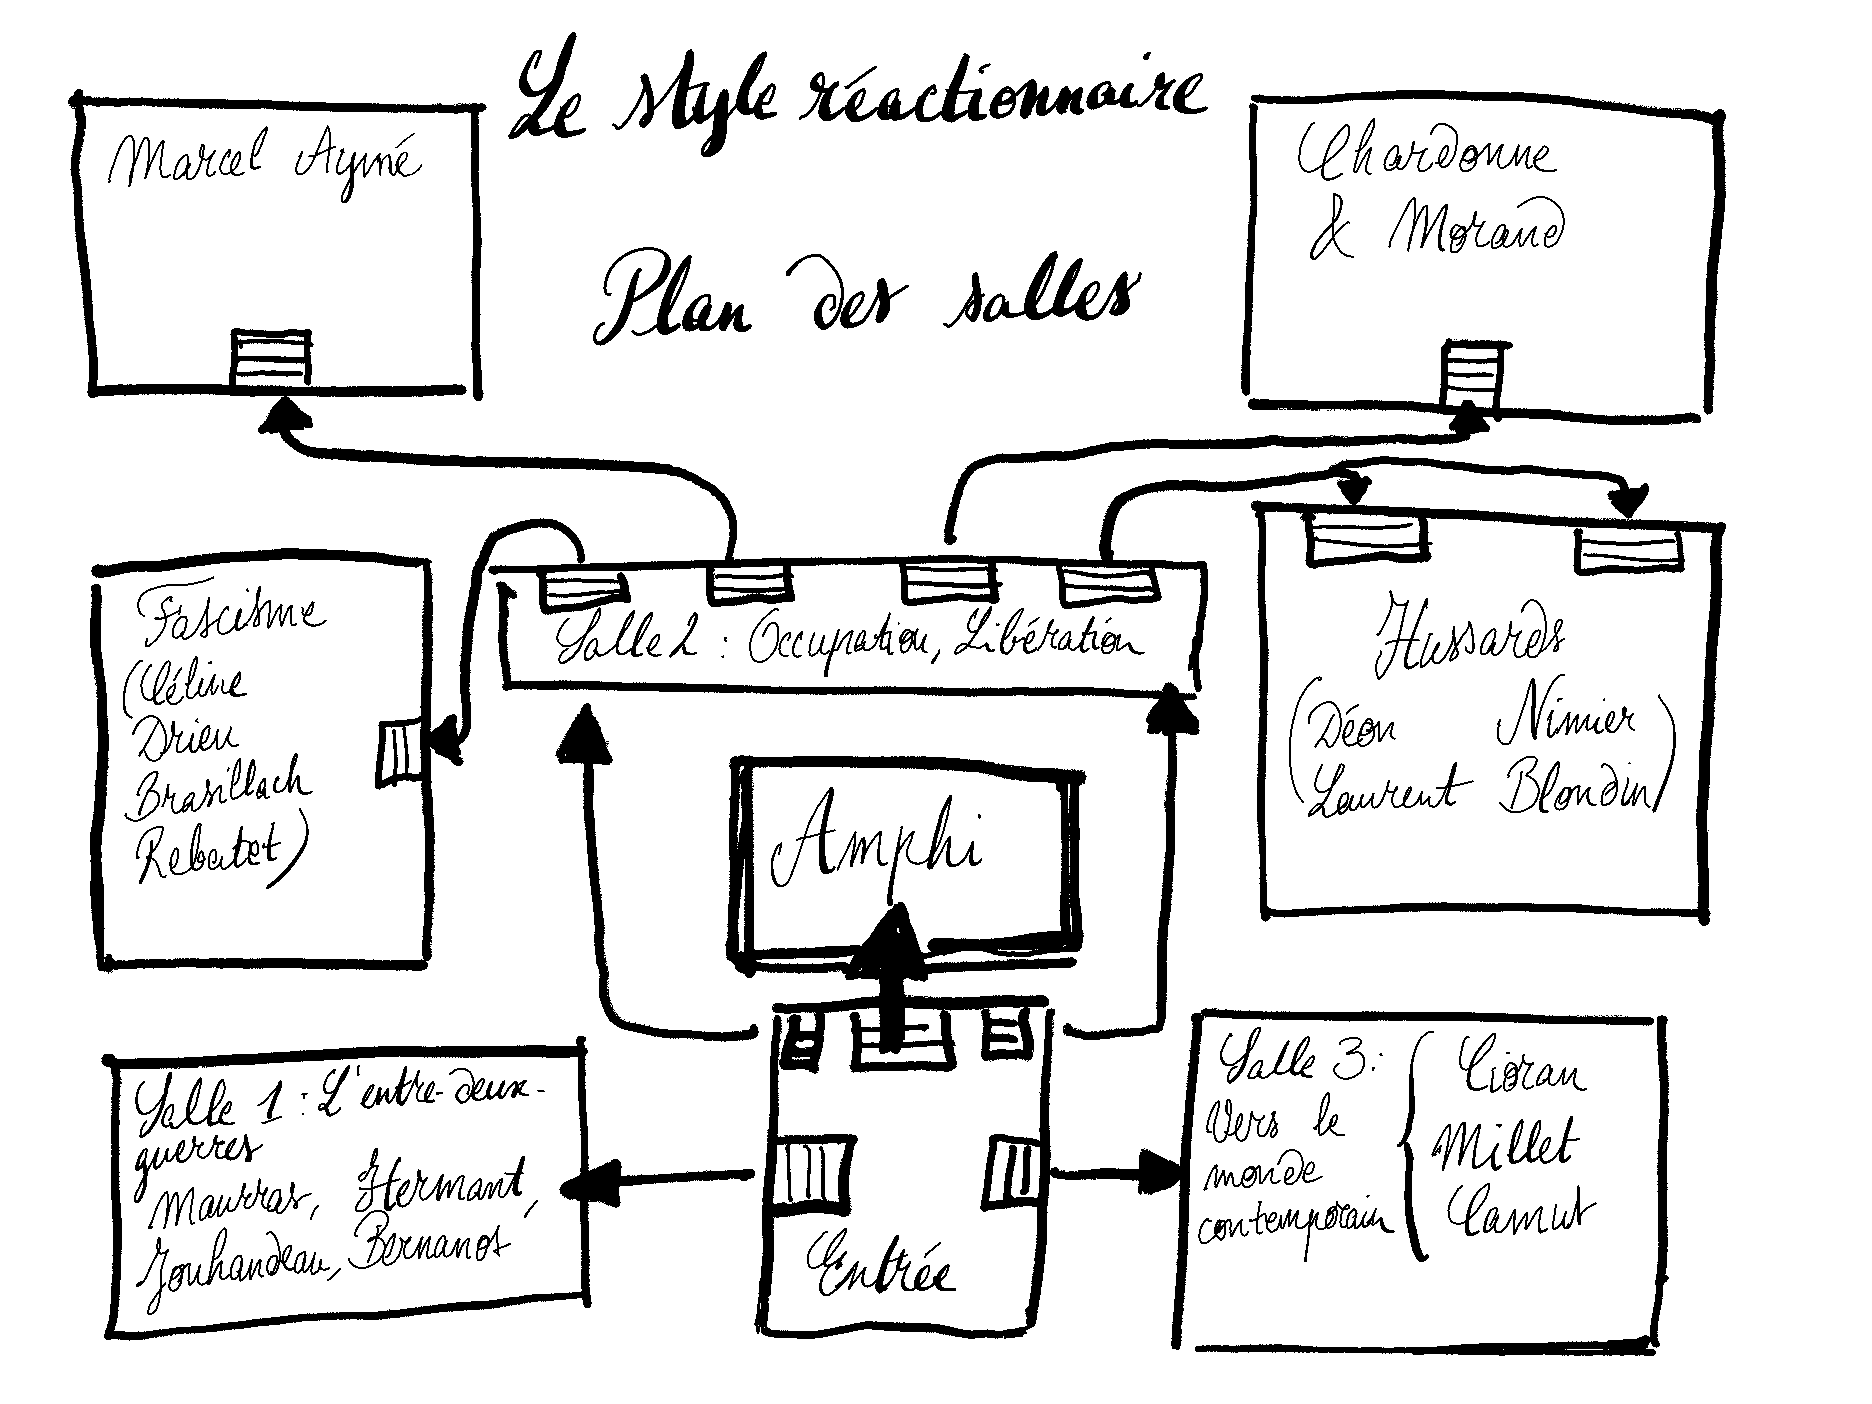 Le style réactionnaire
Plan des salles
Marcel Aymé
Chardonne
& Morand
Fascisme
(Céline
Drieu
Brasillach
Rebatet)
Salle 2 : Occupation, Libération
Hussards
(Déon Nimier
Laurent Blondin)
Amphi
Salle 1 : L'entre-deux-
guerres
Maurras, Hermant,
Jouhandeau, Bernanos
Entrée
Salle 3 :
Vers le
monde
contemporain
Cioran
Millet
Camus